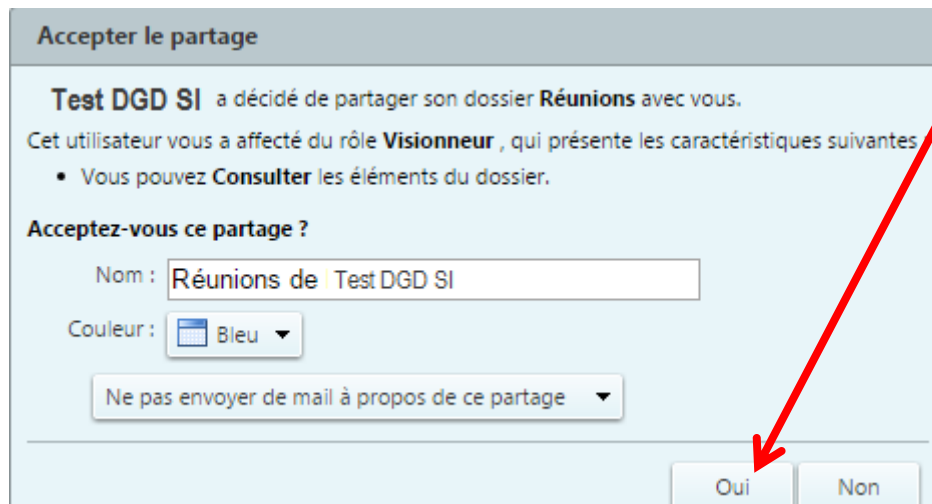 Accepter le partage
Test DGD SI a décidé de partager son dossier Réunions avec vous.
Cet utilisateur vous a affecté du rôle Visionneur , qui présente les caractéristiques suivantes
• Vous pouvez Consulter les éléments du dossier.
Acceptez-vous ce partage ?
Nom : Réunions de Test DGD SI
Couleur : Bleu
Ne pas envoyer de mail à propos de ce partage
Oui Non